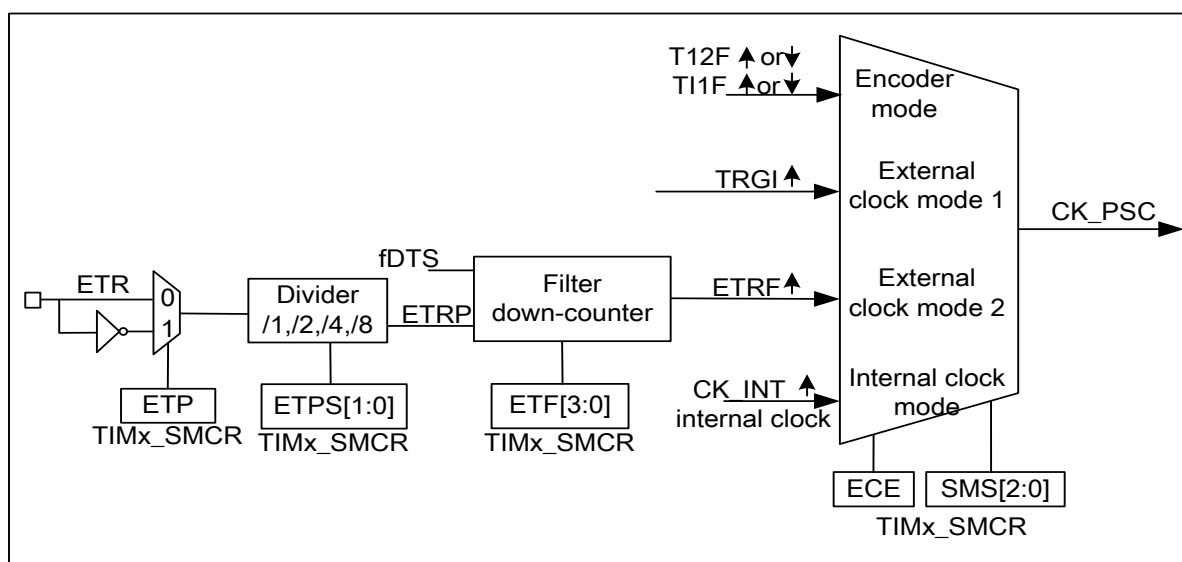 T12F or
TI1F or
Encoder
mode
TRGI
External
clock mode 1
CK_PSC
fDTS
ETR
0
1
Divider
/1,/2,/4,/8
ETRP
Filter
down-counter
ETRF
External
clock mode 2
CK_INT
internal clock
Internal clock
mode
ETP
TIMx_SMCR
ETPS[1:0]
TIMx_SMCR
ETF[3:0]
TIMx_SMCR
ECE
SMS[2:0]
TIMx_SMCR